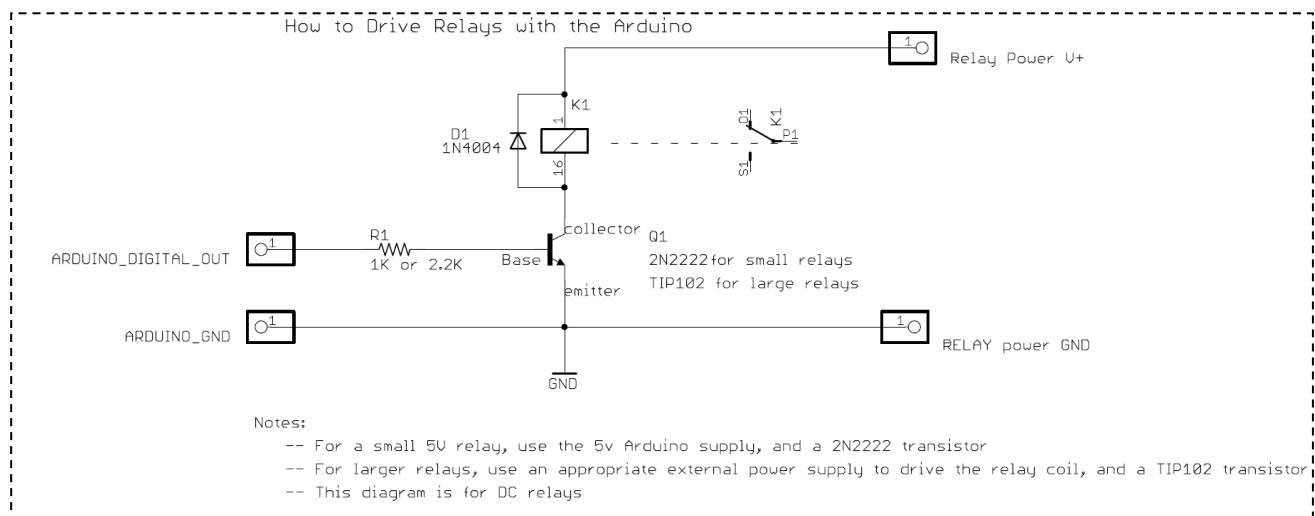 How to Drive Relays with the Arduino
1
Relay Power V+
K1
1
D1
1N4004
16
O1
K1
P1
S1
collector
Q1
1
R1
ARDUINO_DIGITAL_OUT
1K or 2.2K
Base
2N2222 for small relays
TIP102 for large relays
emitter
1
1
ARDUINO_GND
RELAY power GND
GND
Notes:
-- For a small 5V relay, use the 5v Arduino supply, and a 2N2222 transistor
-- For larger relays, use an appropriate external power supply to drive the relay coil, and a TIP102 transistor
-- This diagram is for DC relays